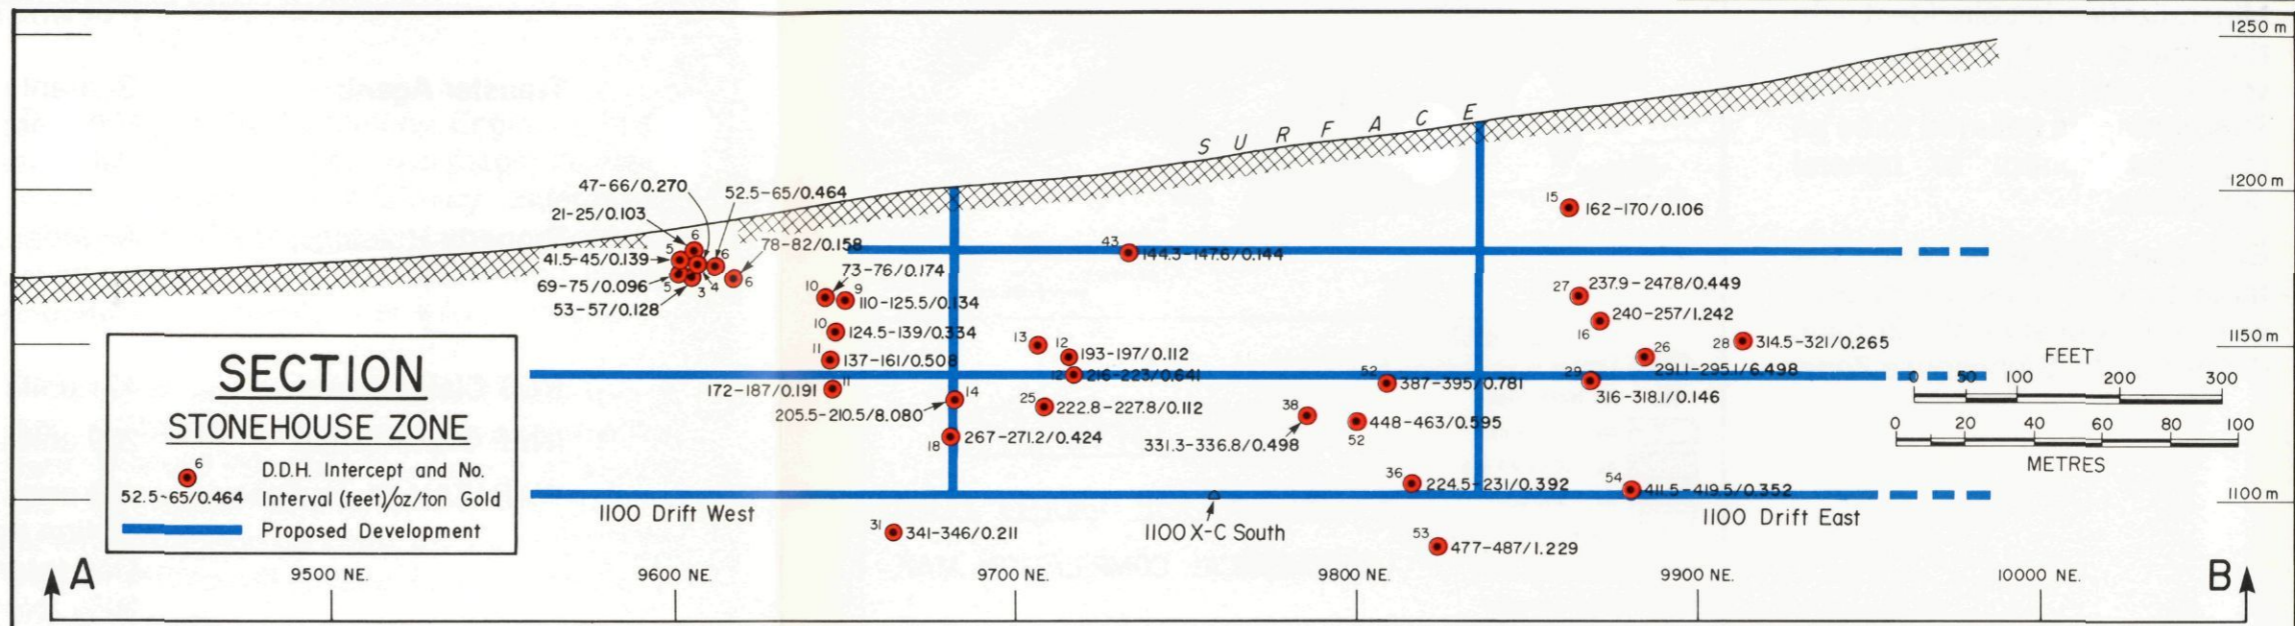 1250 m
SURFACE
1200 m
47-66/0.270
52.5-65/0.464
21-25/0.103
6
78-82/0.158
5
6
41.5-45/0.139
69-75/0.096
5
3
4
6
53-57/0.128
15
162-170/0.106
43
144.3-147.6/0.144
73-76/0.174
10
9
110-125.5/0.134
10
124.5-139/0.334
11
137-161/0.508
172-187/0.191
11
14
205.5-210.5/8.080
18
267-271.2/0.424
13
12
193-197/0.112
12
216-223/0.641
25
222.8-227.8/0.112
27
237.9-247.8/0.449
16
240-257/1.242
26
291.1-295.1/6.498
28
314.5-321/0.265
29
316-318.1/0.146
52
387-395/0.781
38
331.3-336.8/0.498
448-463/0.595
52
36
224.5-231/0.392
54
411.5-419.5/0.352
31
341-346/0.211
53
477-487/1.229
1150 m
FEET
0 50 100 200 300
0 20 40 60 80 100
METRES
1100 m
1100 Drift West
1100 X-C South
1100 Drift East
SECTION
STONEHOUSE ZONE
6
D.D.H. Intercept and No.
52.5-65/0.464 Interval (feet)/oz/ton Gold
Proposed Development
A
9500 NE.
9600 NE.
9700 NE.
9800 NE.
9900 NE.
10000 NE.
B